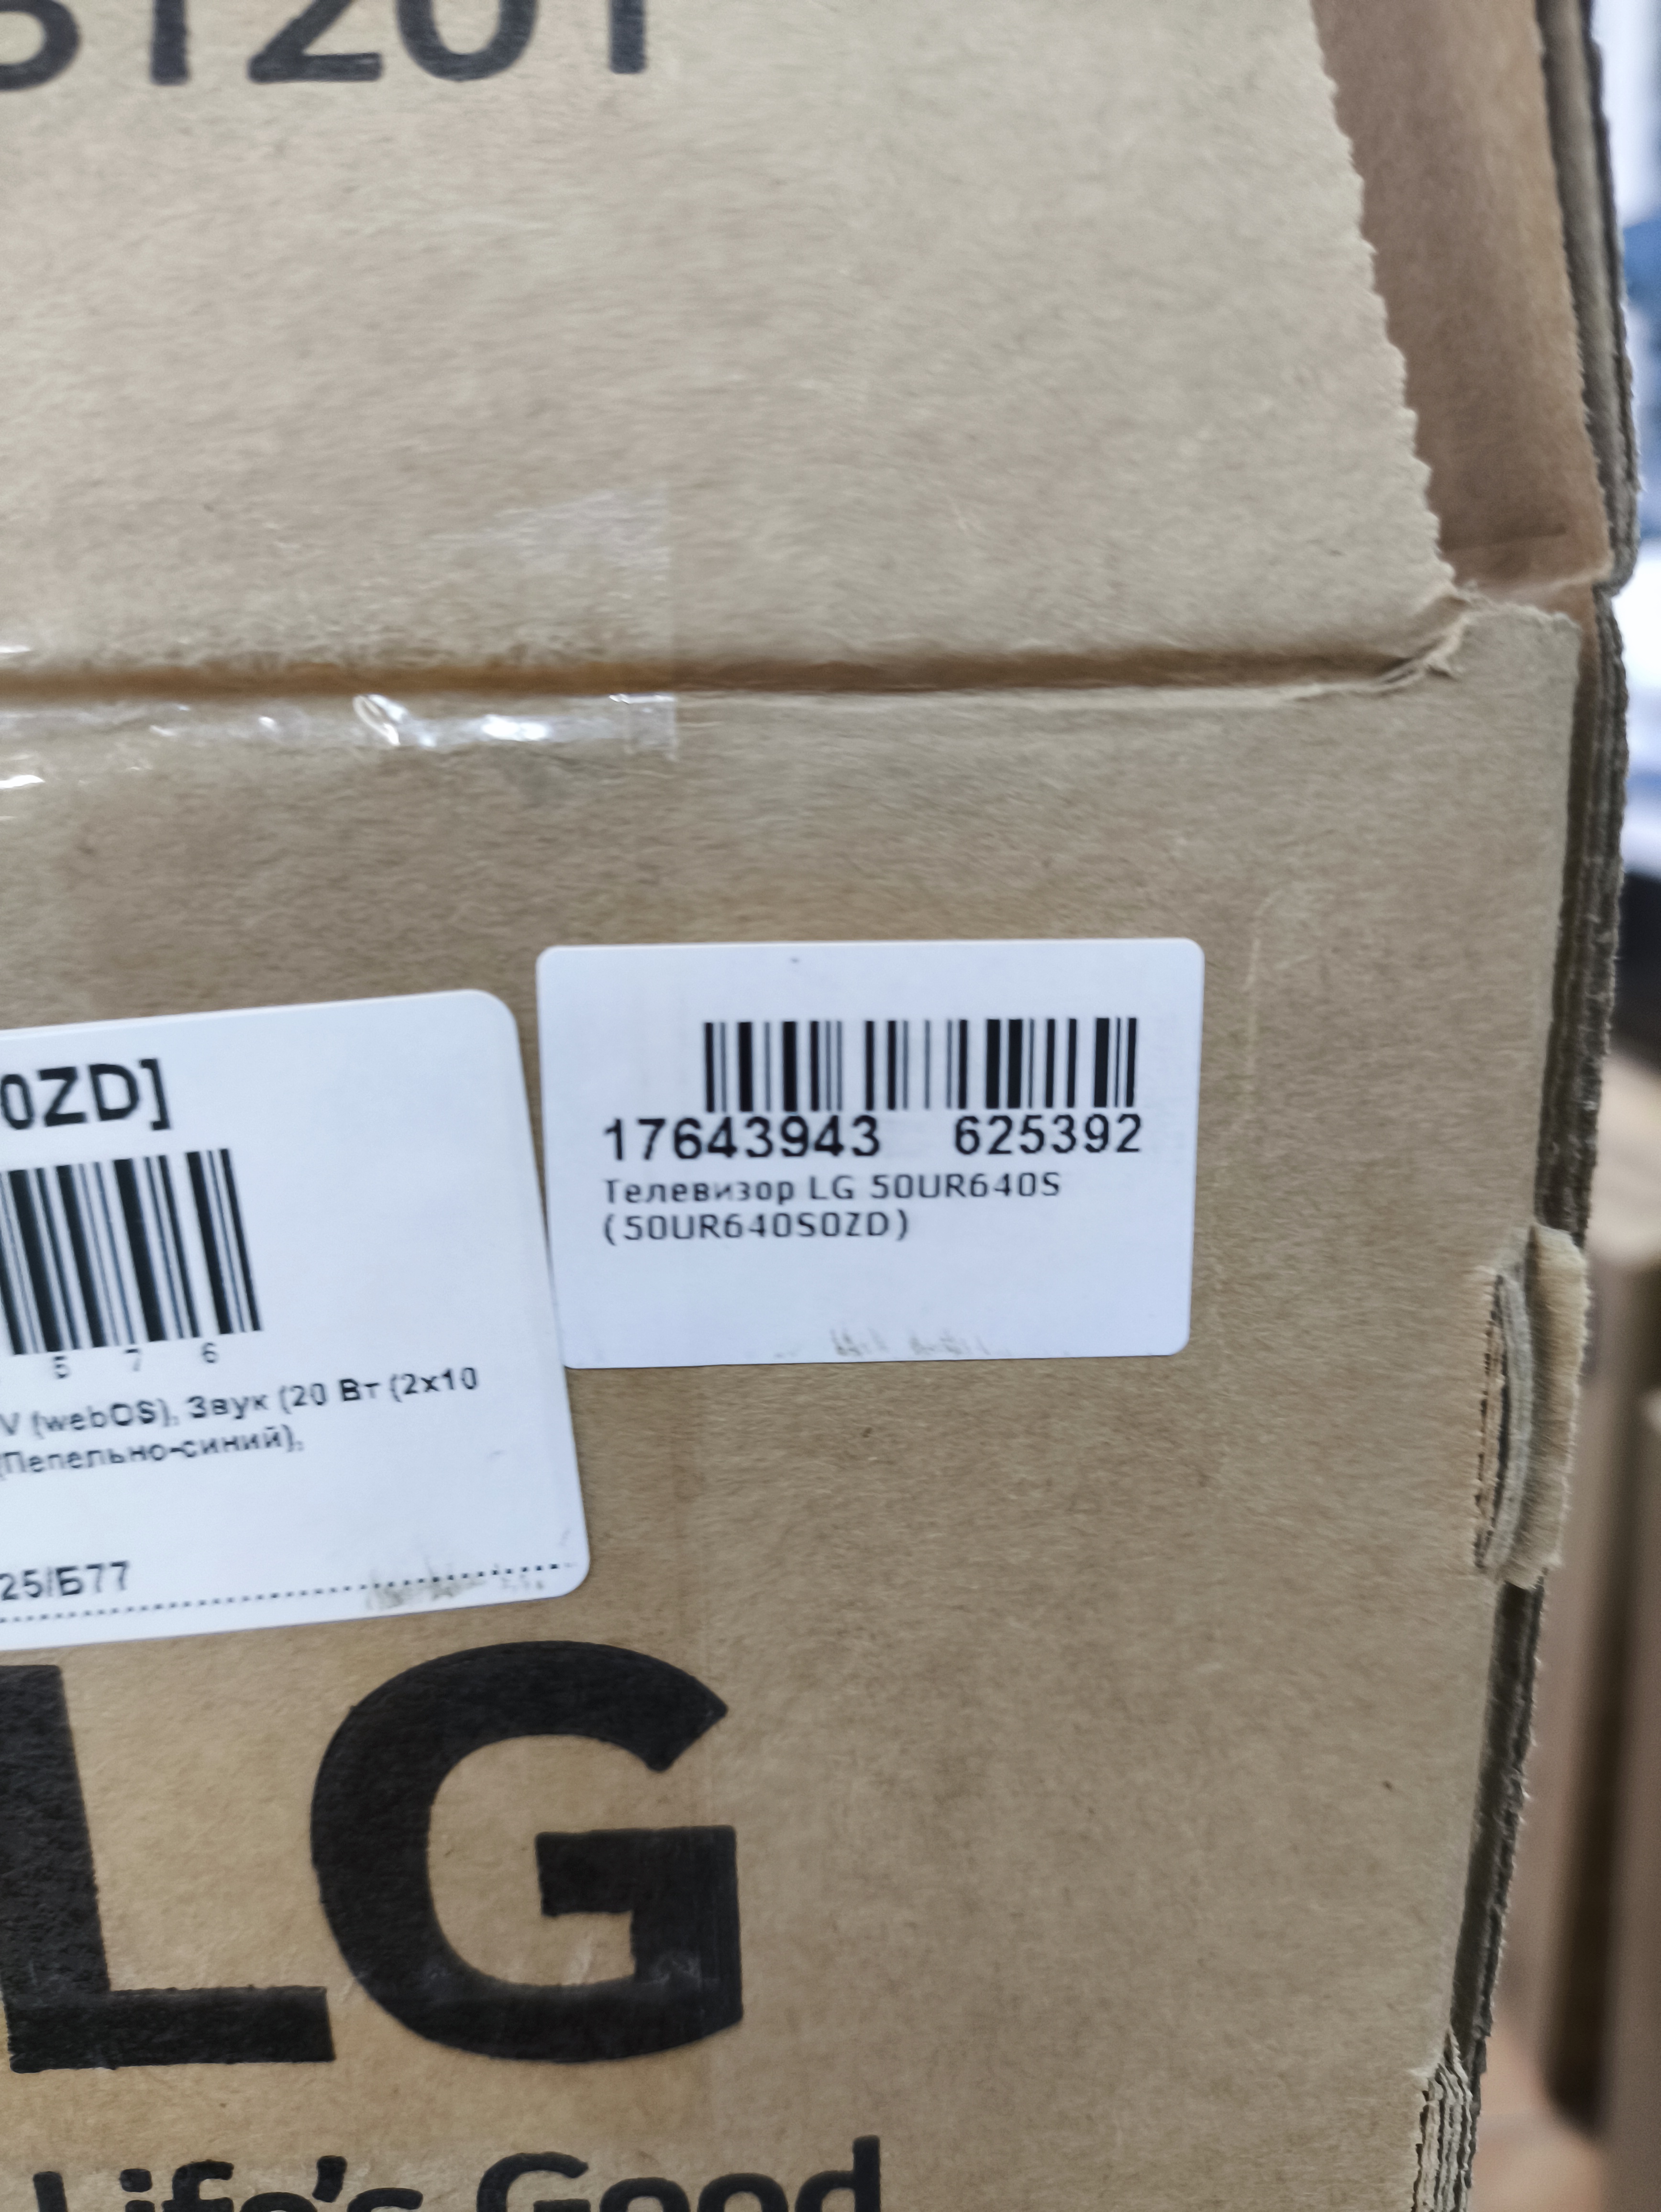 0ZD]
17643943 625392
Телевизор LG 50UR640S
(50UR640S0ZD)
5 7 6
V (webOS), Звук (20 Вт (2x10
(Пепельно-синий),
25/Б77
LG
Life's Good